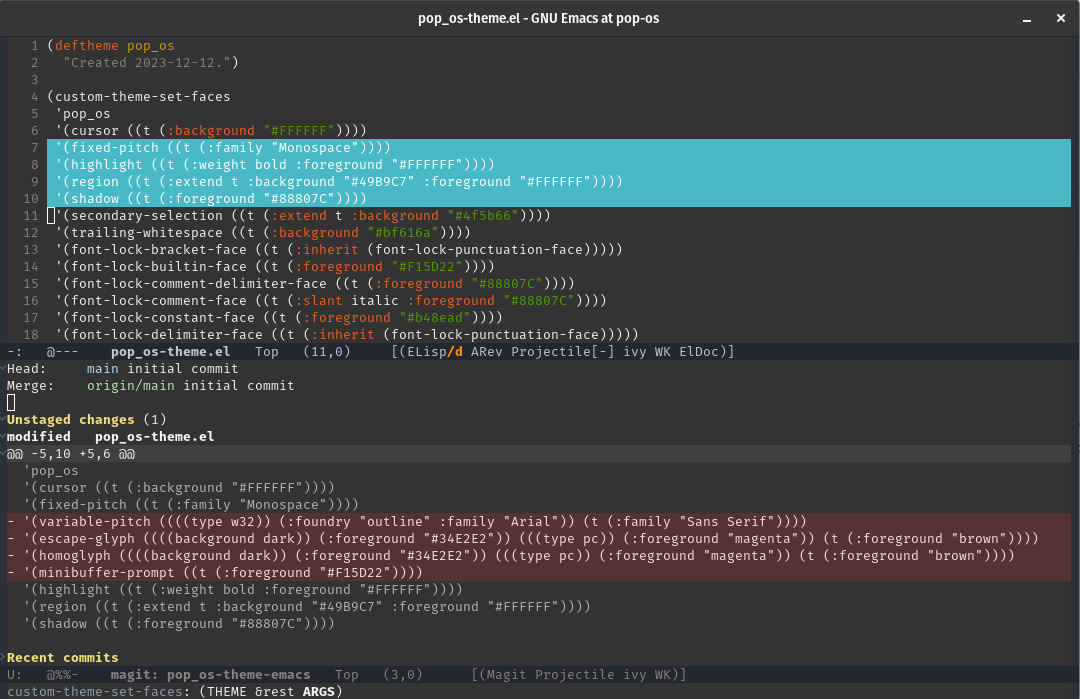 pop_os-theme.el - GNU Emacs at pop-os
1 (deftheme pop_os
2   "Created 2023-12-12.")
3
4 (custom-theme-set-faces
5  'pop_os
6  '(cursor ((t (:background "#FFFFFF"))))
7  '(fixed-pitch ((t (:family "Monospace"))))
8  '(highlight ((t (:weight bold :foreground "#FFFFFF"))))
9  '(region ((t (:extend t :background "#49B9C7" :foreground "#FFFFFF"))))
10  '(shadow ((t (:foreground "#88807C"))))
11  '(secondary-selection ((t (:extend t :background "#4f5b66"))))
12  '(trailing-whitespace ((t (:background "#bf616a"))))
13  '(font-lock-bracket-face ((t (:inherit (font-lock-punctuation-face)))))
14  '(font-lock-builtin-face ((t (:foreground "#F15D22"))))
15  '(font-lock-comment-delimiter-face ((t (:foreground "#88807C"))))
16  '(font-lock-comment-face ((t (:slant italic :foreground "#88807C"))))
17  '(font-lock-constant-face ((t (:foreground "#b48ead"))))
18  '(font-lock-delimiter-face ((t (:inherit (font-lock-punctuation-face)))))
-:   @---    pop_os-theme.el   Top   (11,0)     [(ELisp/d ARev Projectile[-] ivy WK ElDoc)]
Head:     main initial commit
Merge:    origin/main initial commit
Unstaged changes (1)
modified   pop_os-theme.el
@@ -5,10 +5,6 @@
  'pop_os
  '(cursor ((t (:background "#FFFFFF"))))
  '(fixed-pitch ((t (:family "Monospace"))))
- '(variable-pitch ((((type w32)) (:foundry "outline" :family "Arial")) (t (:family "Sans Serif"))))
- '(escape-glyph ((((background dark)) (:foreground "#34E2E2")) (((type pc)) (:foreground "magenta")) (t (:foreground "brown"))))
- '(homoglyph ((((background dark)) (:foreground "#34E2E2")) (((type pc)) (:foreground "magenta")) (t (:foreground "brown"))))
- '(minibuffer-prompt ((t (:foreground "#F15D22"))))
  '(highlight ((t (:weight bold :foreground "#FFFFFF"))))
  '(region ((t (:extend t :background "#49B9C7" :foreground "#FFFFFF"))))
  '(shadow ((t (:foreground "#88807C"))))
Recent commits
U:   @%%-    magit: pop_os-theme-emacs   Top   (3,0)      [(Magit Projectile ivy WK)]
custom-theme-set-faces: (THEME &rest ARGS)